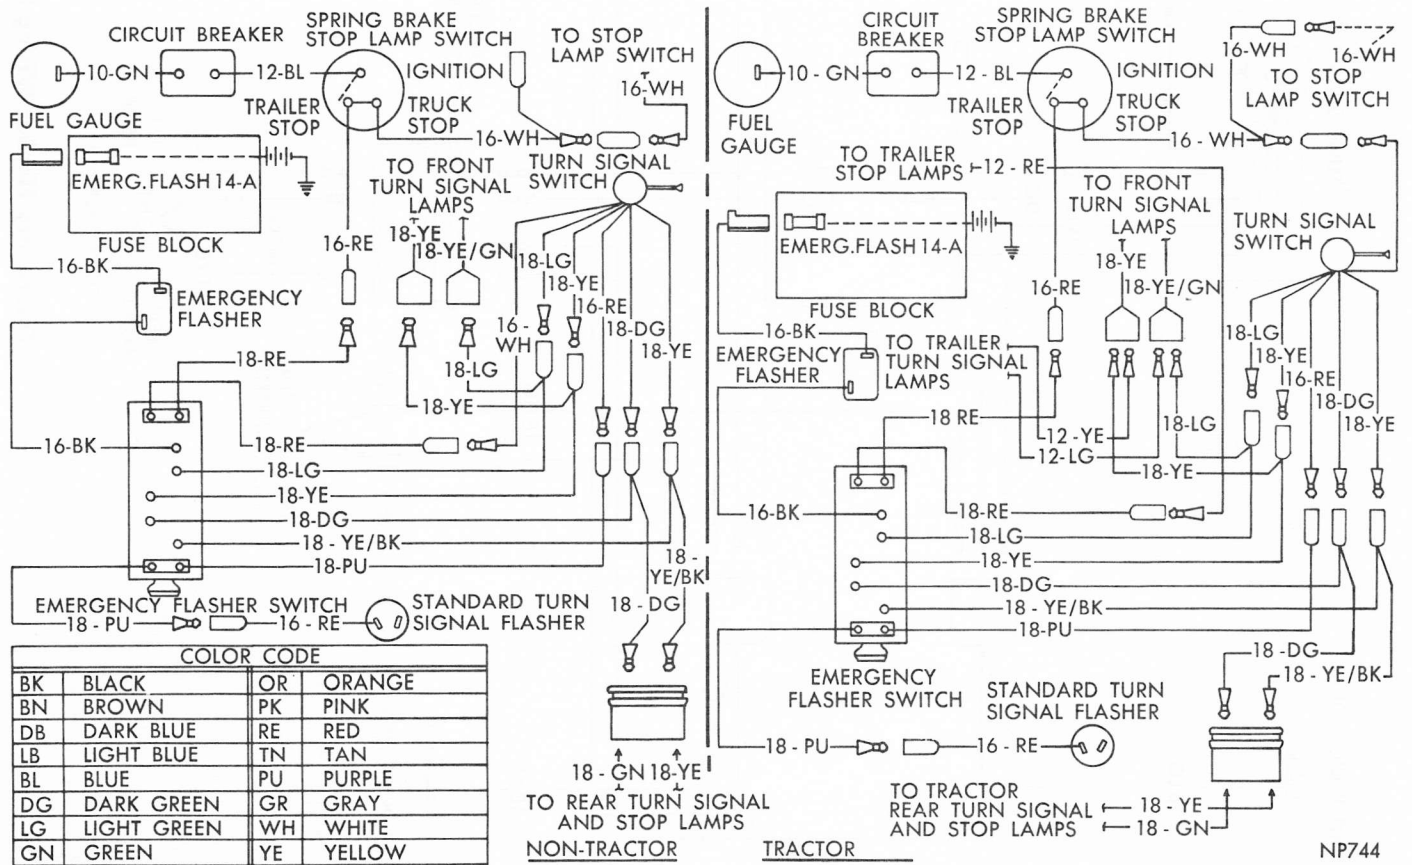 CIRCUIT BREAKER
SPRING BRAKE
STOP LAMP SWITCH
TO STOP
LAMP SWITCH
10-GN
12-BL
IGNITION
16-WH
FUEL GAUGE
TRAILER
STOP
TRUCK
STOP
16-WH
EMERG.FLASH 14-A
TO FRONT
TURN SIGNAL
LAMPS
TURN SIGNAL
SWITCH
FUSE BLOCK
16-RE
18-YE
18-YE/GN
18-LG
18-YE
16-BK
16-RE
EMERGENCY
FLASHER
16-
WH
18-DG
18-YE
18-RE
18-LG
18-YE
16-BK
18-RE
18-LG
18-YE
18-DG
18 - YE/BK
18-PU
18 -
YE/BK
EMERGENCY FLASHER SWITCH
18 - PU
16 - RE
STANDARD TURN
SIGNAL FLASHER
18 - DG
COLOR CODE
BK BLACK OR ORANGE
BN BROWN PK PINK
DB DARK BLUE RE RED
LB LIGHT BLUE TN TAN
BL BLUE PU PURPLE
DG DARK GREEN GR GRAY
LG LIGHT GREEN WH WHITE
GN GREEN YE YELLOW
18 - GN 18-YE
TO REAR TURN SIGNAL
AND STOP LAMPS
NON-TRACTOR
CIRCUIT
BREAKER
SPRING BRAKE
STOP LAMP SWITCH
16-WH
16-WH
10 - GN
12 - BL
IGNITION
TO STOP
LAMP SWITCH
FUEL
GAUGE
TRAILER
STOP
TRUCK
STOP
16 - WH
TO TRAILER
STOP LAMPS
12 - RE
TO FRONT
TURN SIGNAL
LAMPS
TURN SIGNAL
SWITCH
EMERG.FLASH 14-A
FUSE BLOCK
18-YE
16-RE
18-YE/GN
16-BK
EMERGENCY
FLASHER
TO TRAILER
TURN SIGNAL
LAMPS
18-LG
18-YE
16-RE
18-DG
18-YE
18 RE
12 -YE
12-LG
18-LG
18-YE
16-BK
18-RE
18-LG
18-YE
18-DG
18 - YE/BK
18-PU
18 -DG
18 - YE/BK
EMERGENCY
FLASHER SWITCH
STANDARD TURN
SIGNAL FLASHER
18 - PU
16 - RE
TO TRACTOR
REAR TURN SIGNAL
AND STOP LAMPS
18 - YE
18 - GN
TRACTOR
NP744